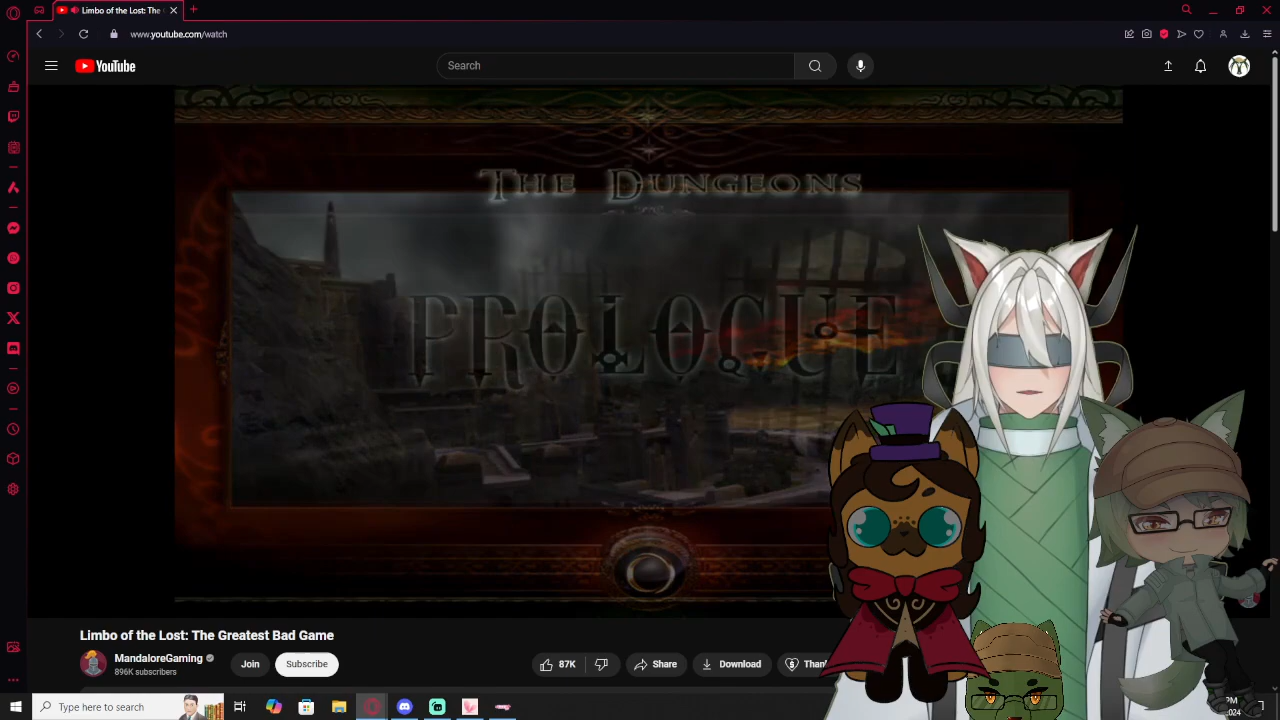 Limbo of the Lost: The
www.youtube.com/watch
YouTube
Search
The Dungeons
PROLOGUE
Limbo of the Lost: The Greatest Bad Game
MandaloreGaming
896K subscribers
Join
Subscribe
87K
Share
Download
Type here to search